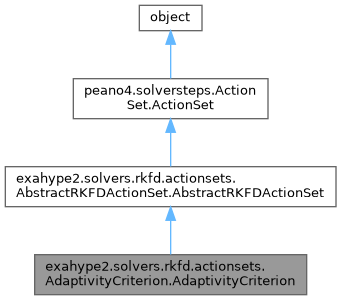 object
peano4.solversteps.Action
Set.ActionSet
exahype2.solvers.rkfd.actionsets.
AbstractRKFDActionSet.AbstractRKFDActionSet
exahype2.solvers.rkfd.actionsets.
AdaptivityCriterion.AdaptivityCriterion